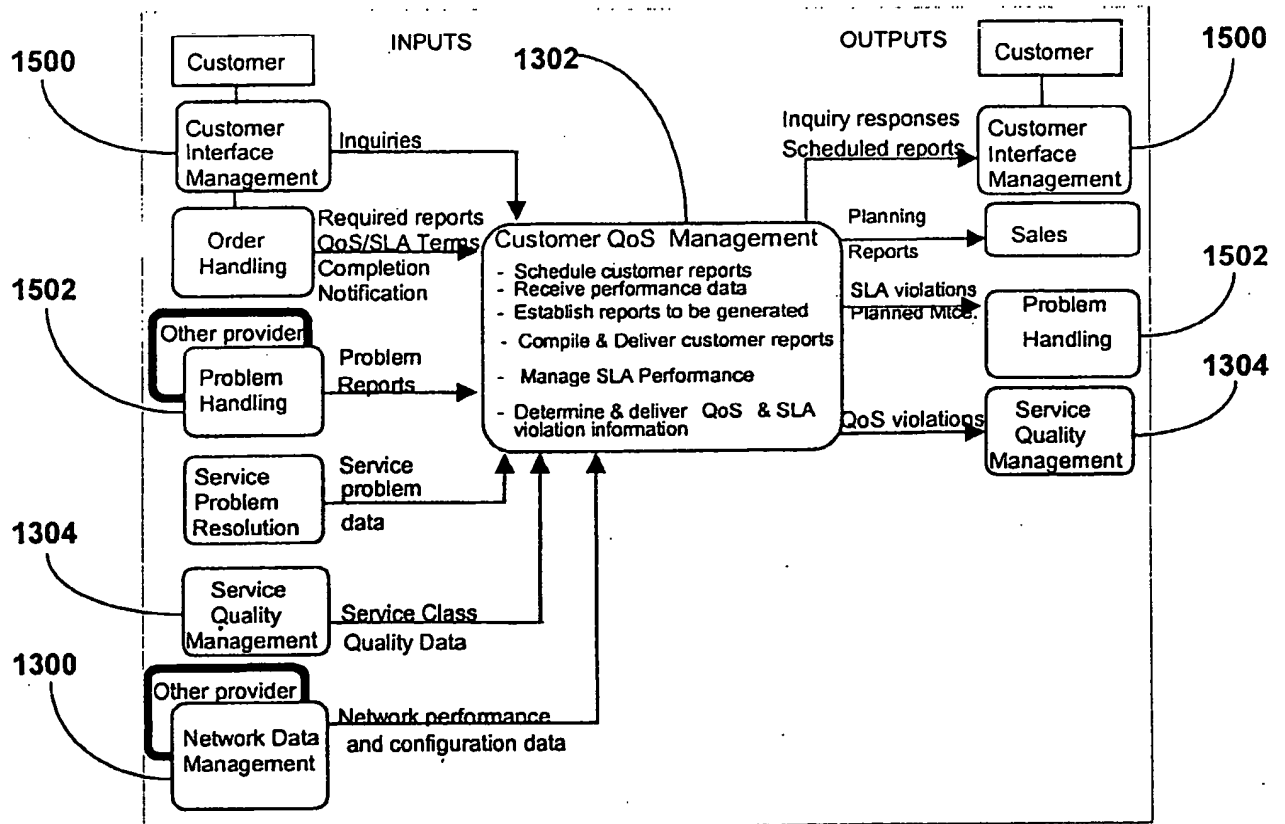 INPUTS
OUTPUTS
1500
Customer
1302
Customer
1500
Customer
Interface
Management
Inquiries
Inquiry responses
Scheduled reports
Customer
Interface
Management
Order
Handling
Required reports
QoS/SLA Terms
Completion
Notification
Customer QoS Management
- Schedule customer reports
- Receive performance data
- Establish reports to be generated
- Compile & Deliver customer reports
- Manage SLA Performance
- Determine & deliver QoS & SLA
violation information
Planning
Reports
Sales
1502
Other provider
Problem
Handling
Problem
Reports
SLA violations
Planned Mtce.
Problem
Handling
1502
QoS violations
Service
Quality
Management
1304
Service
Problem
Resolution
Service
problem
data
1304
Service
Quality
Management
Service Class
Quality Data
1300
Other provider
Network Data
Management
Network performance
and configuration data